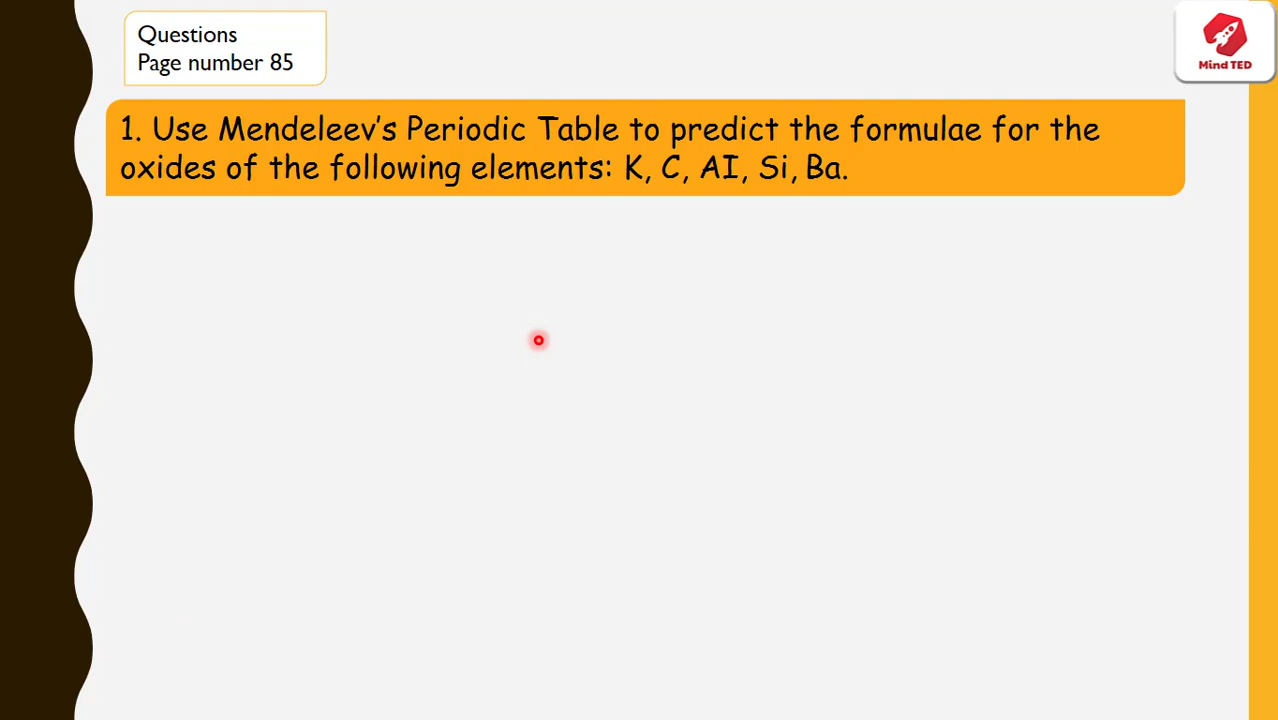 Questions
Page number 85
Mind TED
1. Use Mendeleev's Periodic Table to predict the formulae for the
oxides of the following elements: K, C, AI, Si, Ba.